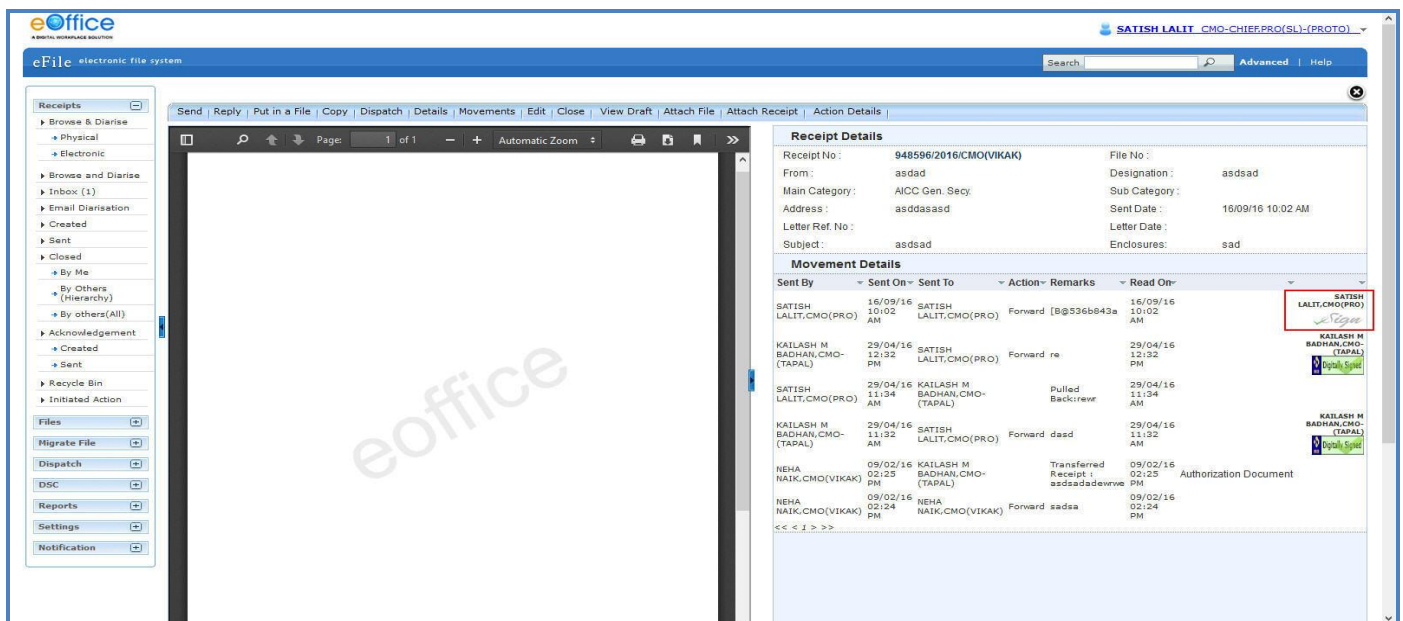 eOffice
A DIGITAL WORKPLACE SOLUTION
SATISH LALIT CMO-CHIEF.PRO(SL)-(PROTO)
eFile electronic file system
Search Advanced | Help
Receipts
Browse & Diarise
Physical
Electronic
Browse and Diarise
Inbox (1)
Email Diarisation
Created
Sent
Closed
By Me
By Others
(Hierarchy)
By others(All)
Acknowledgement
Created
Sent
Recycle Bin
Initiated Action
Files
Migrate File
Dispatch
DSC
Reports
Settings
Notification
Send | Reply | Put in a File | Copy | Dispatch | Details | Movements | Edit | Close | View Draft | Attach File | Attach Receipt | Action Details |
Page: 1 of 1 Automatic Zoom
eoffice
Receipt Details
Receipt No : 948596/2016/CMO(VIKAK) File No :
From : asdad Designation : asdsad
Main Category : AICC Gen. Secy. Sub Category :
Address : asddasasd Sent Date : 16/09/16 10:02 AM
Letter Ref. No : Letter Date :
Subject : asdsad Enclosures: sad
Movement Details
Sent By Sent On Sent To Action Remarks Read On
SATISH LALIT,CMO(PRO) 16/09/16 10:02 AM SATISH LALIT,CMO(PRO) Forward [B@536b843a 16/09/16 10:02 AM SATISH LALIT,CMO(PRO) eSign
KAILASH M BADHAN,CMO-(TAPAL) 29/04/16 12:32 PM SATISH LALIT,CMO(PRO) Forward re 29/04/16 12:32 PM KAILASH M BADHAN,CMO-(TAPAL) Digitally Signed
SATISH LALIT,CMO(PRO) 29/04/16 11:34 AM KAILASH M BADHAN,CMO-(TAPAL) Pulled Back:rewr 29/04/16 11:34 AM
KAILASH M BADHAN,CMO-(TAPAL) 29/04/16 11:32 AM SATISH LALIT,CMO(PRO) Forward dasd 29/04/16 11:32 AM KAILASH M BADHAN,CMO-(TAPAL) Digitally Signed
NEHA NAIK,CMO(VIKAK) 09/02/16 02:25 PM KAILASH M BADHAN,CMO-(TAPAL) Transferred Receipt : asdsadadewrwe 09/02/16 02:25 PM Authorization Document
NEHA NAIK,CMO(VIKAK) 09/02/16 02:24 PM NEHA NAIK,CMO(VIKAK) Forward sadsa 09/02/16 02:24 PM
<< < 1 > >>